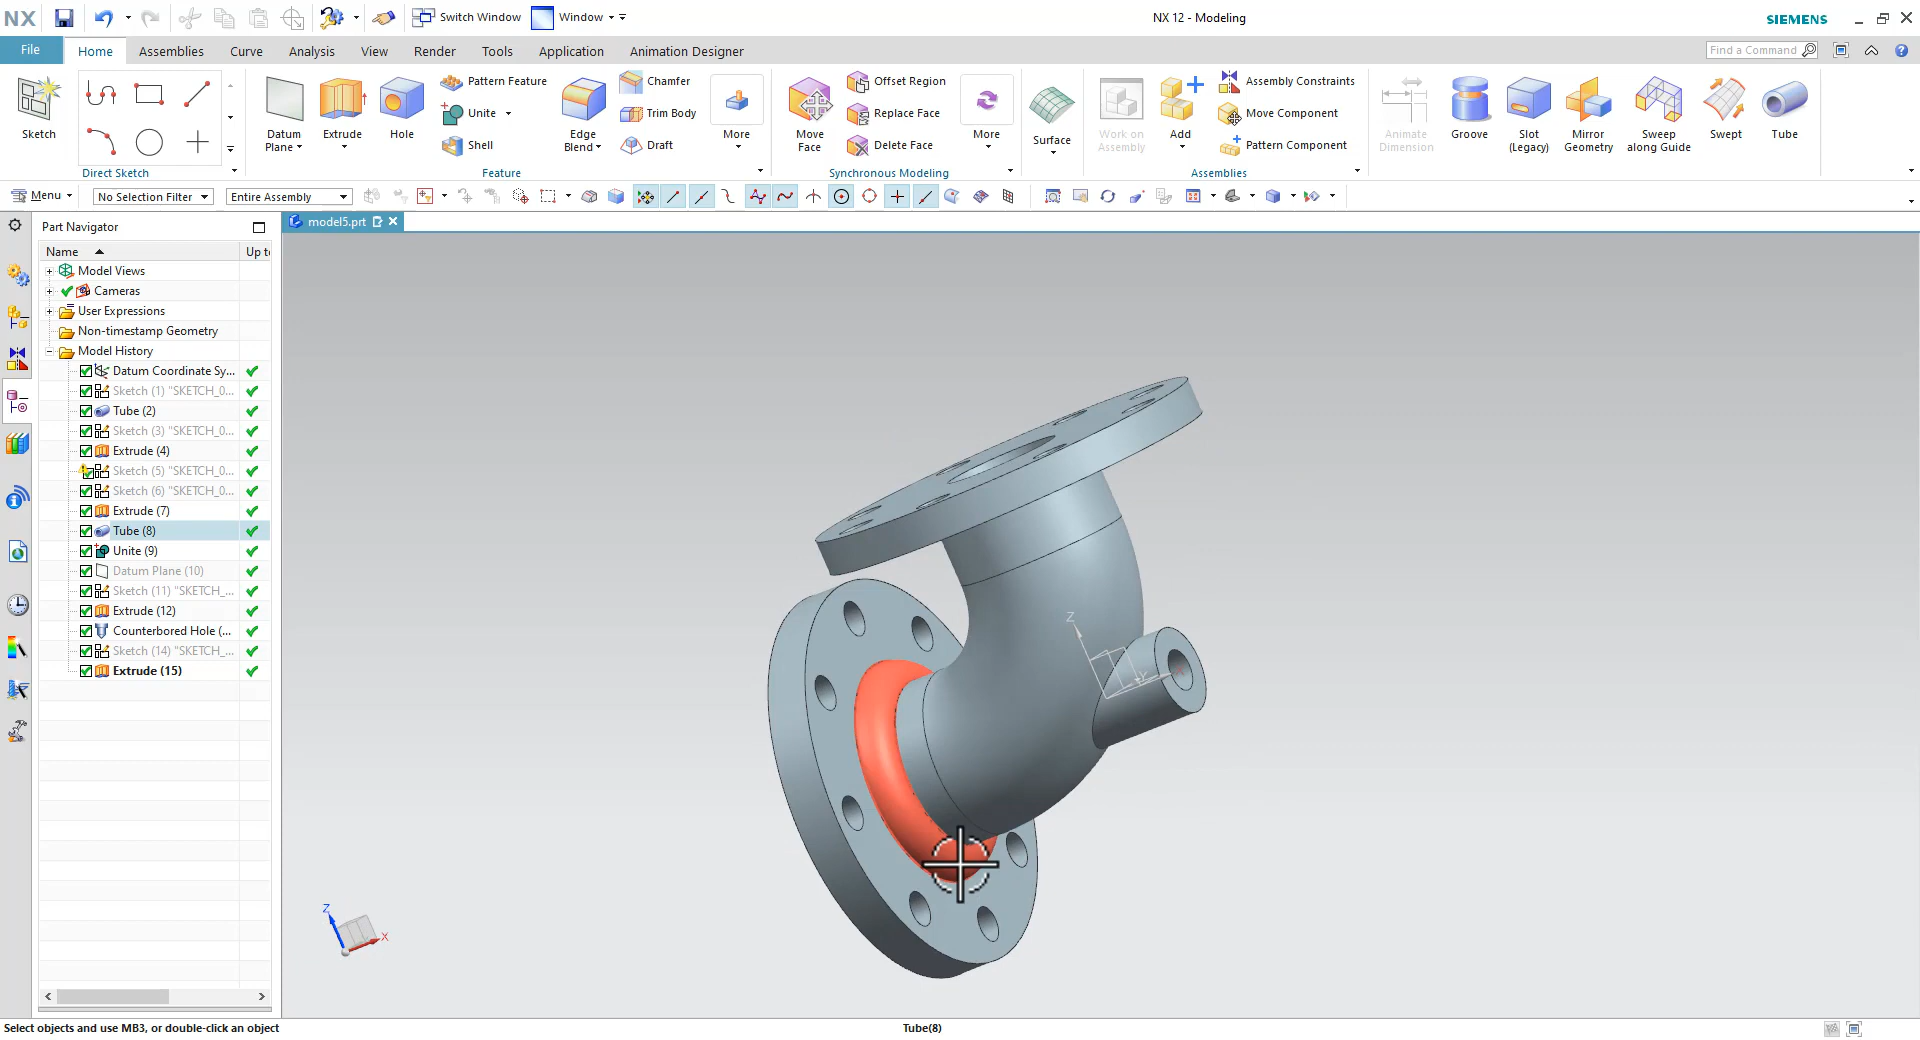 NX
Switch Window
Window
NX 12 - Modeling
SIEMENS
File
Home
Assemblies
Curve
Analysis
View
Render
Tools
Application
Animation Designer
Find a Command
Sketch
Direct Sketch
Datum Plane
Extrude
Hole
Pattern Feature
Unite
Shell
Edge Blend
Chamfer
Trim Body
Draft
More
Feature
Move Face
Offset Region
Replace Face
Delete Face
More
Synchronous Modeling
Surface
Work on Assembly
Add
Assembly Constraints
Move Component
Pattern Component
Assemblies
Animate Dimension
Groove
Slot (Legacy)
Mirror Geometry
Sweep along Guide
Swept
Tube
Menu
No Selection Filter
Entire Assembly
Part Navigator
model5.prt
Name
Up t
Model Views
Cameras
User Expressions
Non-timestamp Geometry
Model History
Datum Coordinate Sy...
Sketch (1) "SKETCH_0...
Tube (2)
Sketch (3) "SKETCH_0...
Extrude (4)
Sketch (5) "SKETCH_0...
Sketch (6) "SKETCH_0...
Extrude (7)
Tube (8)
Unite (9)
Datum Plane (10)
Sketch (11) "SKETCH_...
Extrude (12)
Counterbored Hole (...
Sketch (14) "SKETCH_...
Extrude (15)
Z
X
Z
Select objects and use MB3, or double-click an object
Tube(8)